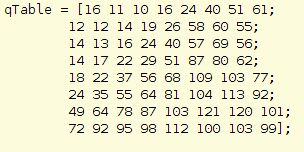 qTable = [16 11 10 16 24 40 51 61;
12 12 14 19 26 58 60 55;
14 13 16 24 40 57 69 56;
14 17 22 29 51 87 80 62;
18 22 37 56 68 109 103 77;
24 35 55 64 81 104 113 92;
49 64 78 87 103 121 120 101;
72 92 95 98 112 100 103 99];